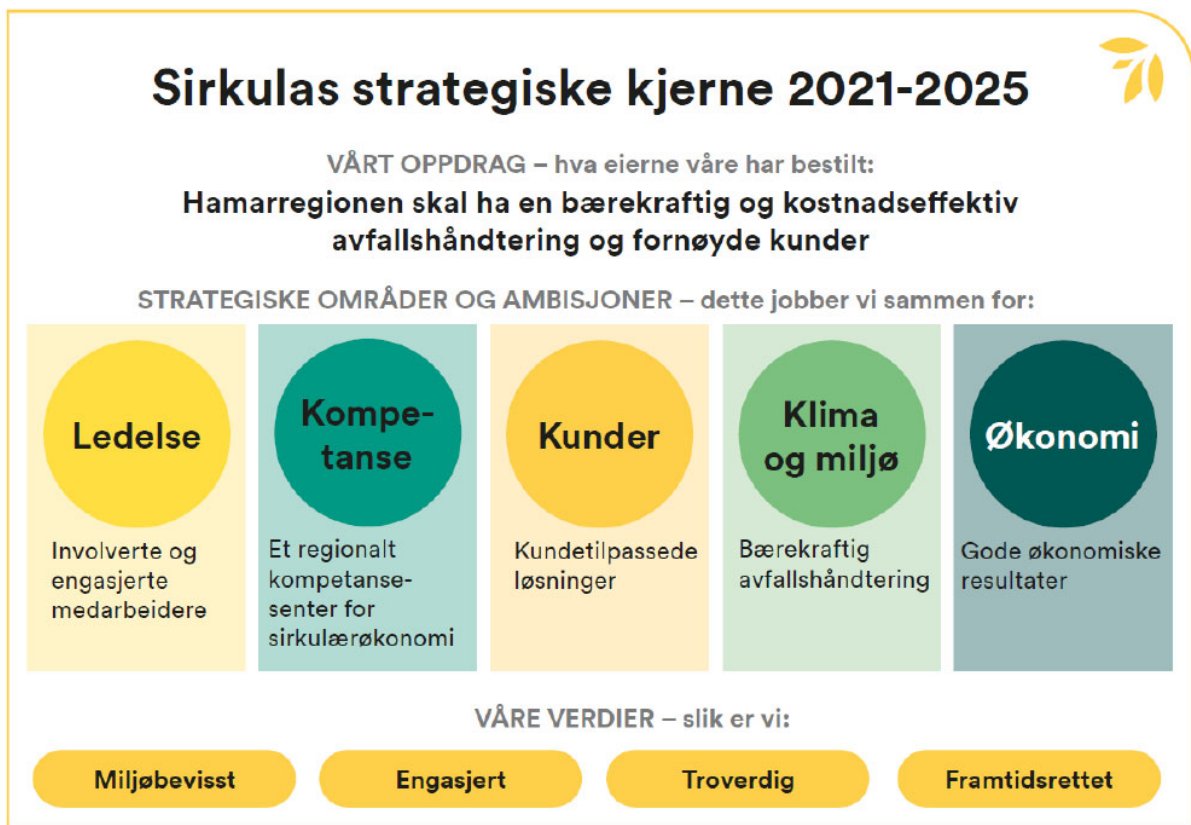 Sirkulas strategiske kjerne 2021-2025
VÅRT OPPDRAG – hva eierne våre har bestilt:
Hamarregionen skal ha en bærekraftig og kostnadseffektiv
avfallshåndtering og fornøyde kunder
STRATEGISKE OMRÅDER OG AMBISJONER – dette jobber vi sammen for:
Ledelse
Involverte og
engasjerte
medarbeidere
Kompe-
tanse
Et regionalt
kompetanse-
senter for
sirkulærøkonomi
Kunder
Kundetilpassede
løsninger
Klima
og miljø
Bærekraftig
avfallshåndtering
Økonomi
Gode økonomiske
resultater
VÅRE VERDIER – slik er vi:
Miljøbevisst
Engasjert
Troverdig
Framtidsrettet